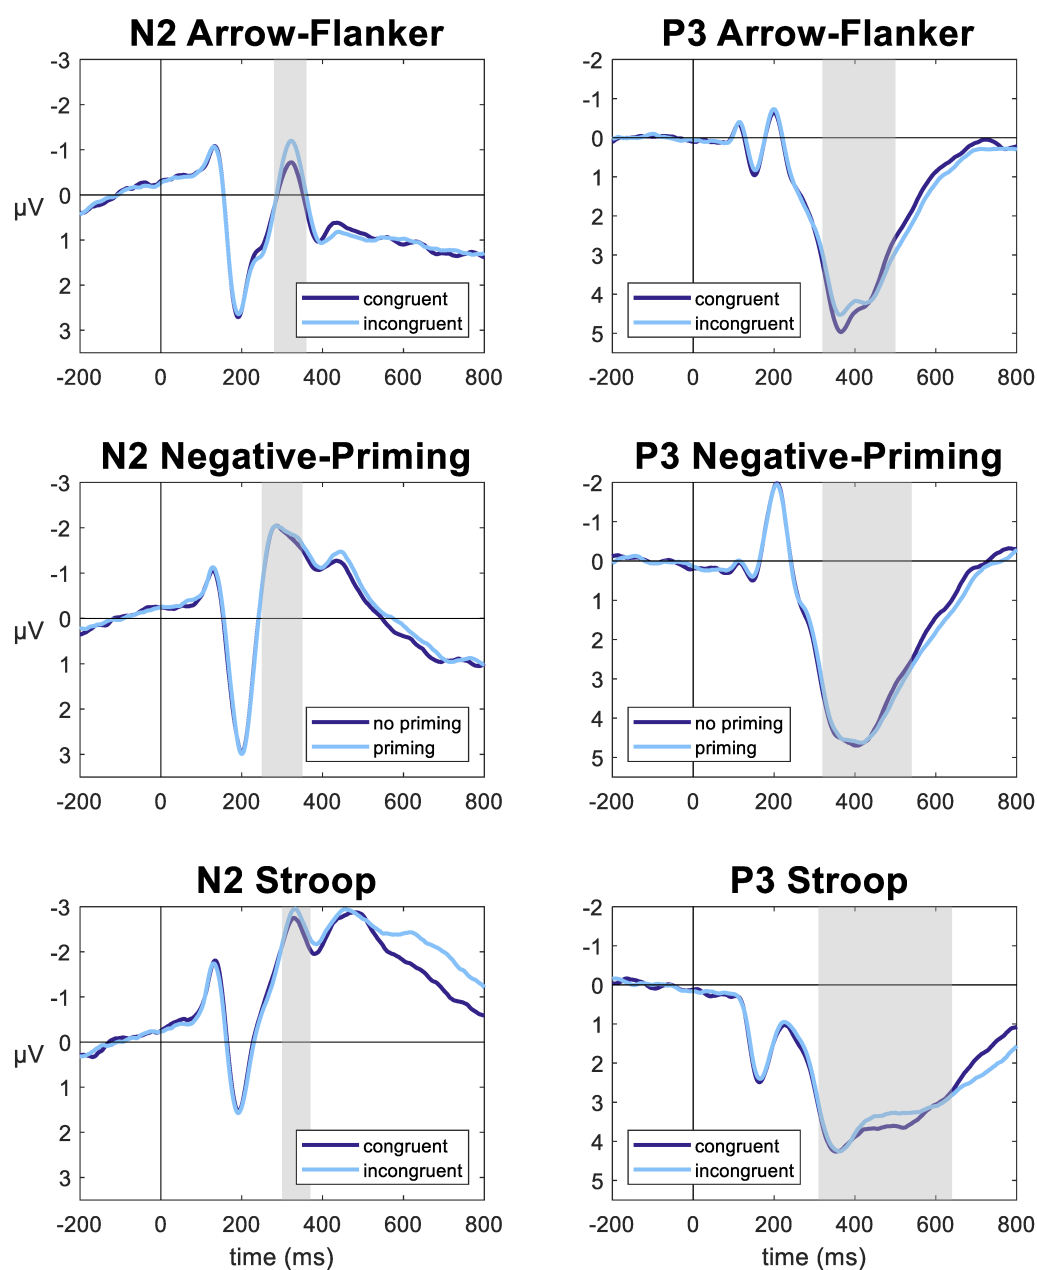 N2 Arrow-Flanker
-3
-2
-1
0
1
2
3
µV
congruent
incongruent
-200 0 200 400 600 800
P3 Arrow-Flanker
-2
-1
0
1
2
3
4
5
congruent
incongruent
-200 0 200 400 600 800
N2 Negative-Priming
-3
-2
-1
0
1
2
3
µV
no priming
priming
-200 0 200 400 600 800
P3 Negative-Priming
-2
-1
0
1
2
3
4
5
no priming
priming
-200 0 200 400 600 800
N2 Stroop
-3
-2
-1
0
1
2
3
µV
congruent
incongruent
-200 0 200 400 600 800
time (ms)
P3 Stroop
-2
-1
0
1
2
3
4
5
congruent
incongruent
-200 0 200 400 600 800
time (ms)